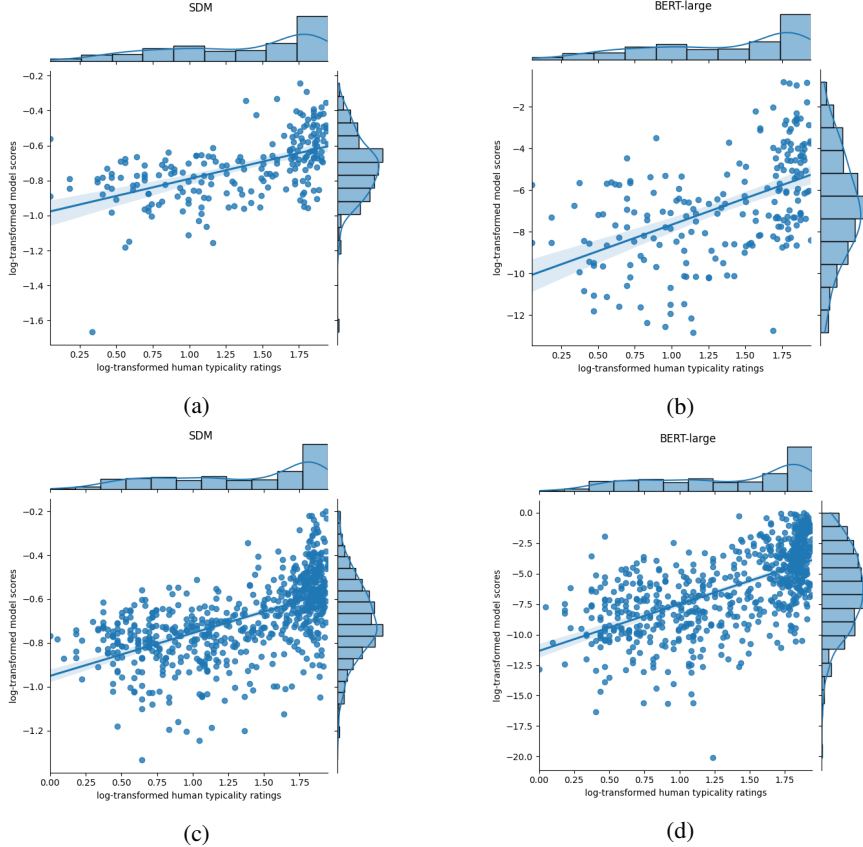 SDM
log-transformed model scores
−0.2
−0.4
−0.6
−0.8
−1.0
−1.2
−1.4
−1.6
0.25 0.50 0.75 1.00 1.25 1.50 1.75
log-transformed human typicality ratings
(a)
BERT-large
log-transformed model scores
−2
−4
−6
−8
−10
−12
0.25 0.50 0.75 1.00 1.25 1.50 1.75
log-transformed human typicality ratings
(b)
SDM
log-transformed model scores
−0.2
−0.4
−0.6
−0.8
−1.0
−1.2
0.00 0.25 0.50 0.75 1.00 1.25 1.50 1.75
log-transformed human typicality ratings
(c)
BERT-large
log-transformed model scores
0.0
−2.5
−5.0
−7.5
−10.0
−12.5
−15.0
−17.5
−20.0
0.00 0.25 0.50 0.75 1.00 1.25 1.50 1.75
log-transformed human typicality ratings
(d)